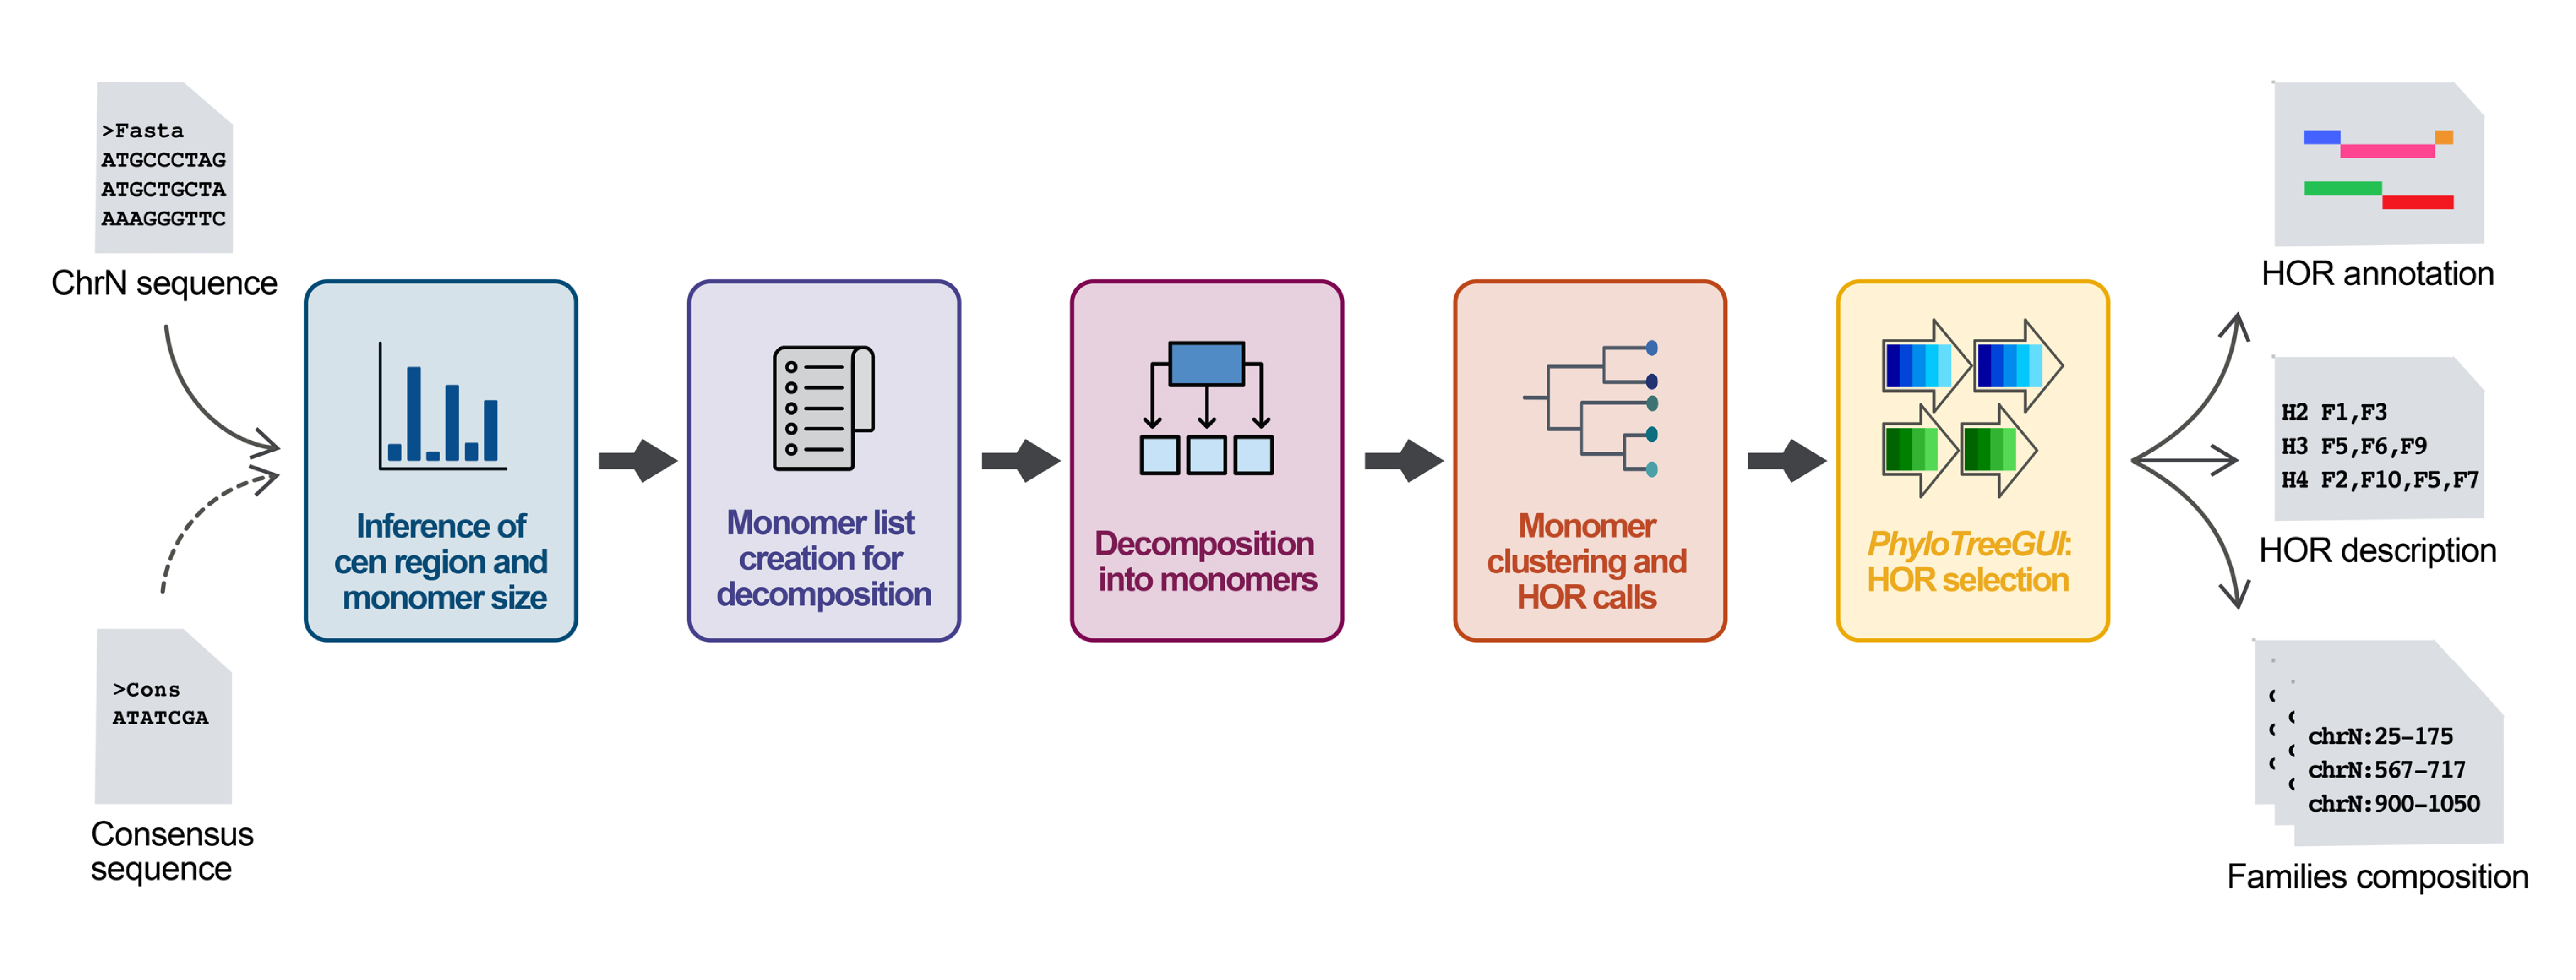 >Fasta
ATGCCCTAG
ATGCTGCTA
AAAGGGTTC
ChrN sequence
>Cons
ATATCGA
Consensus
sequence
Inference of
cen region and
monomer size
Monomer list
creation for
decomposition
Decomposition
into monomers
Monomer
clustering and
HOR calls
PhyloTreeGUI:
HOR selection
HOR annotation
H2 F1,F3
H3 F5,F6,F9
H4 F2,F10,F5,F7
HOR description
chrN:25–175
chrN:567–717
chrN:900–1050
Families composition